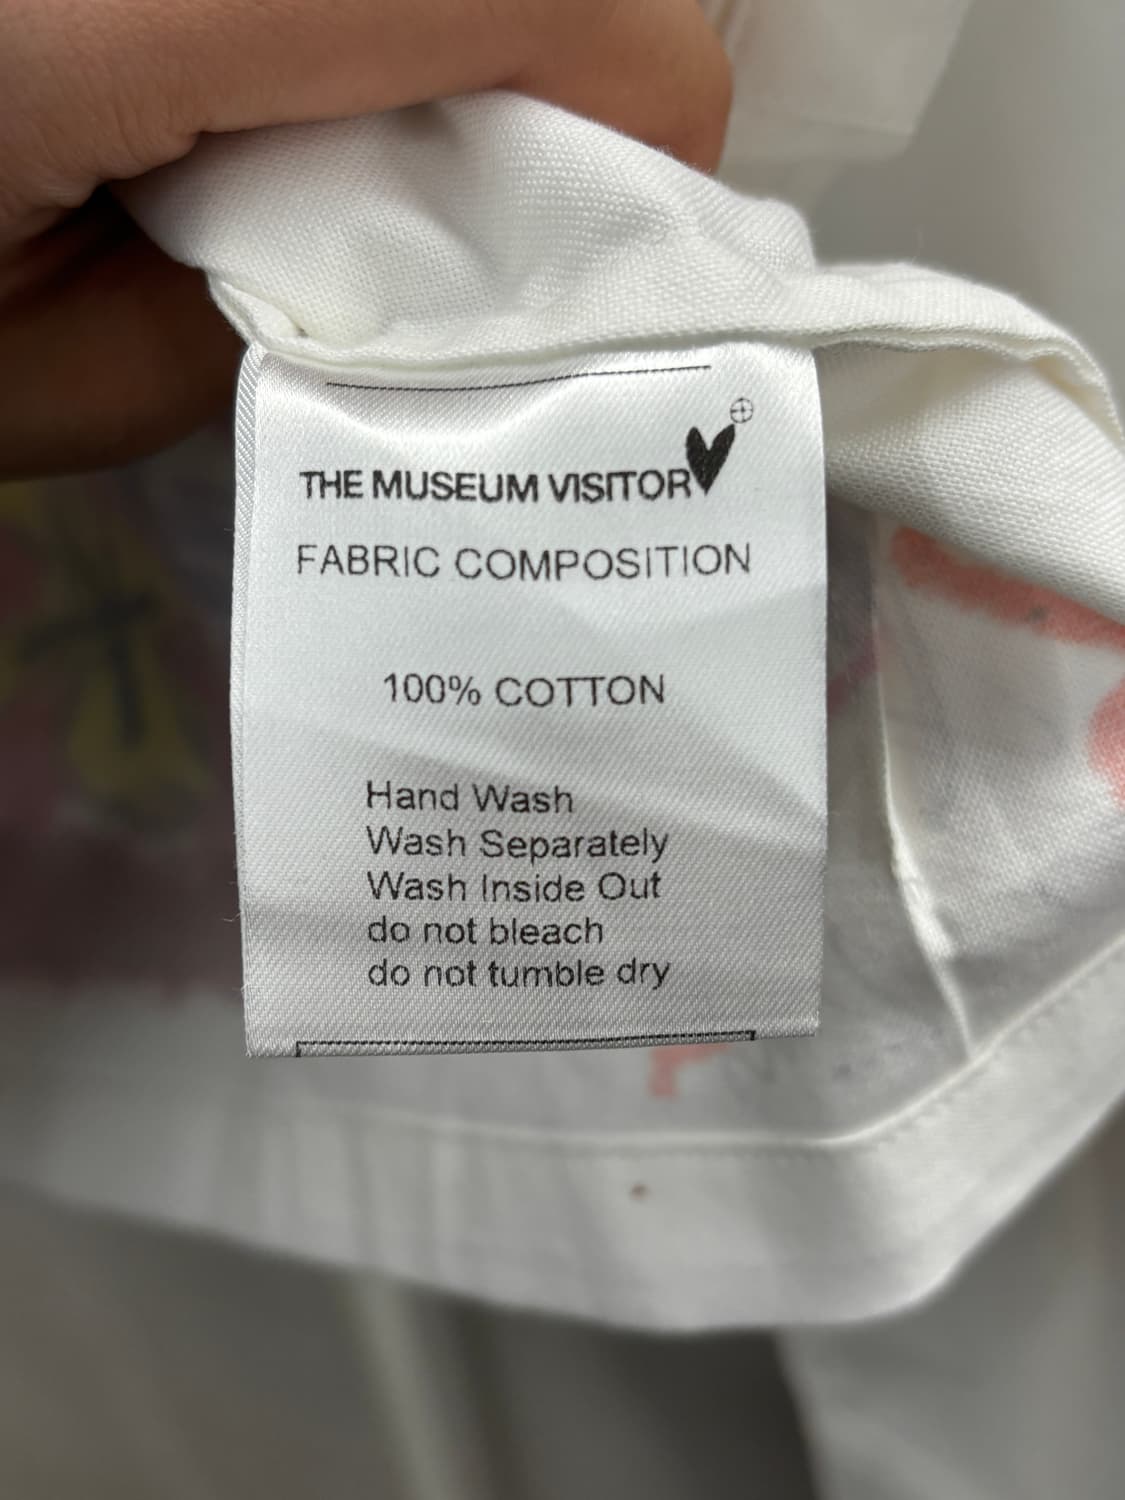 THE MUSEUM VISITOR
FABRIC COMPOSITION
100% COTTON
Hand Wash
Wash Separately
Wash Inside Out
do not bleach
do not tumble dry